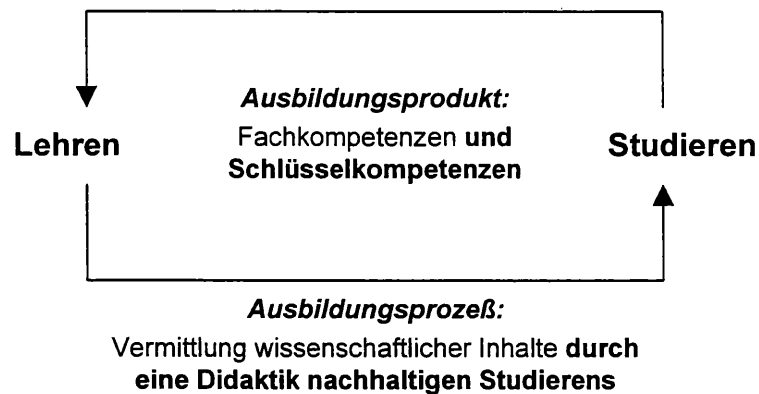 Ausbildungsprodukt:
Lehren
Fachkompetenzen und
Schlüsselkompetenzen
Studieren
Ausbildungsprozeß:
Vermittlung wissenschaftlicher Inhalte durch
eine Didaktik nachhaltigen Studierens